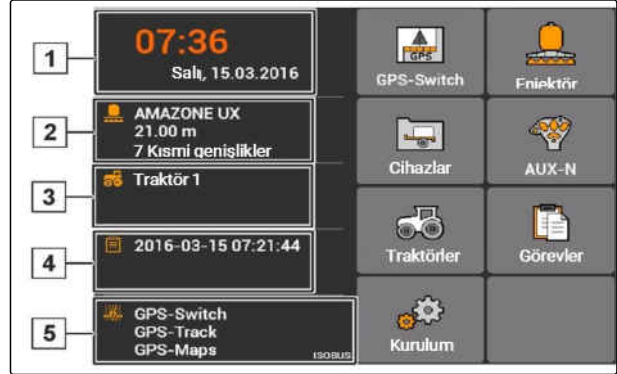 1
07:36
Salı, 15.03.2016
2
AMAZONE UX
21.00 m
7 Kısmi genişlikler
3
Traktör 1
4
2016-03-15 07:21:44
5
GPS-Switch
GPS-Track
GPS-Maps
ISOBUS
GPS
GPS-Switch
Enjektör
Cihazlar
AUX-N
Traktörler
Görevler
Kurulum